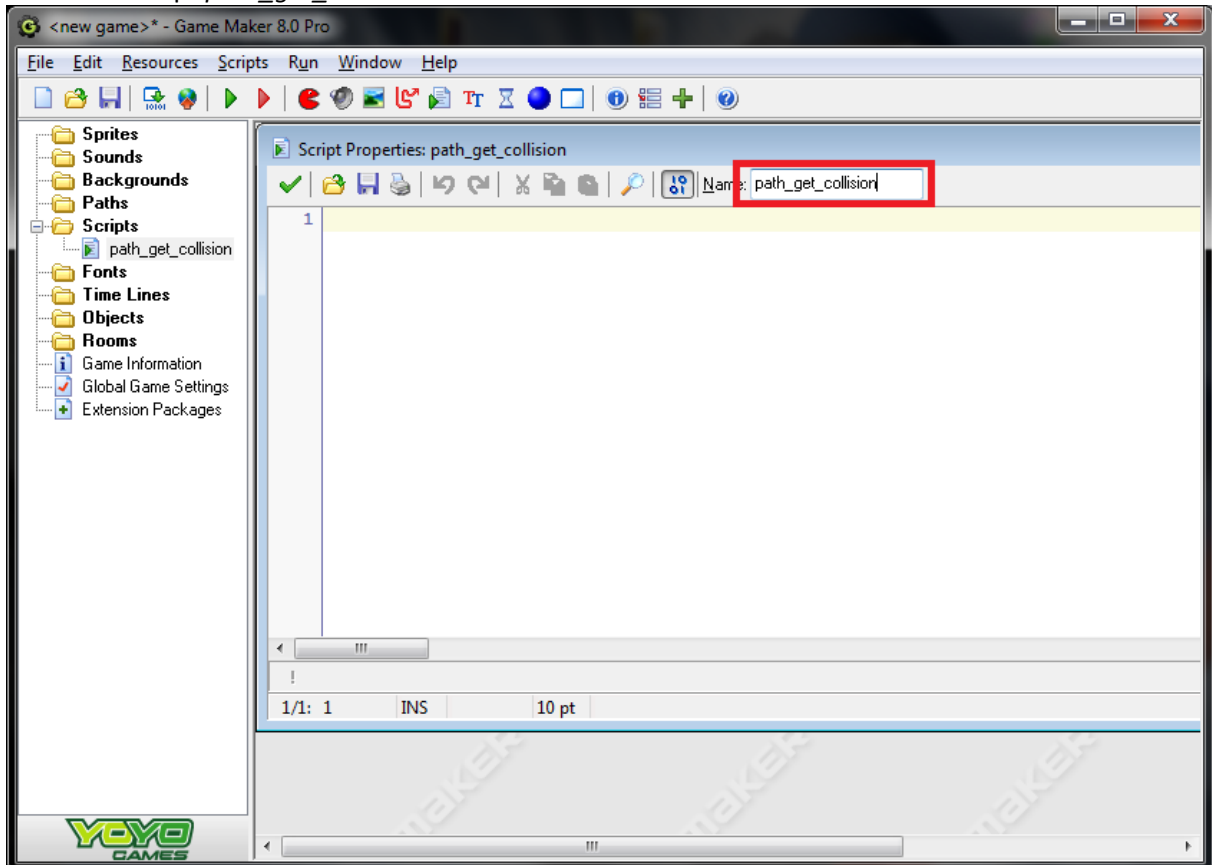 <new game>* - Game Maker 8.0 Pro
File Edit Resources Scripts Run Window Help
Sprites
Sounds
Backgrounds
Paths
Scripts
path_get_collision
Fonts
Time Lines
Objects
Rooms
Game Information
Global Game Settings
Extension Packages
Script Properties: path_get_collision
Name: path_get_collision
1
!
1/1: 1 INS 10 pt
YOYO
GAMES